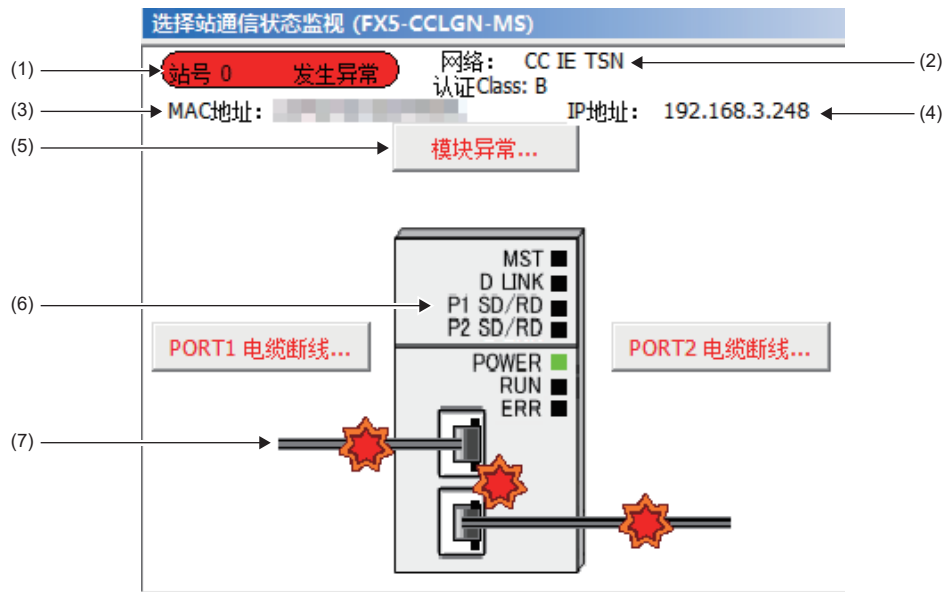 选择站通信状态监视 (FX5-CCLGN-MS)
(1) 站号 0 发生异常 网络: CC IE TSN (2)
认证Class: B
(3) MAC地址: IP地址: 192.168.3.248 (4)
(5) 模块异常...
MST
D LINK
(6) P1 SD/RD
P2 SD/RD
PORT1 电缆断线... PORT2 电缆断线...
POWER
RUN
ERR
(7)